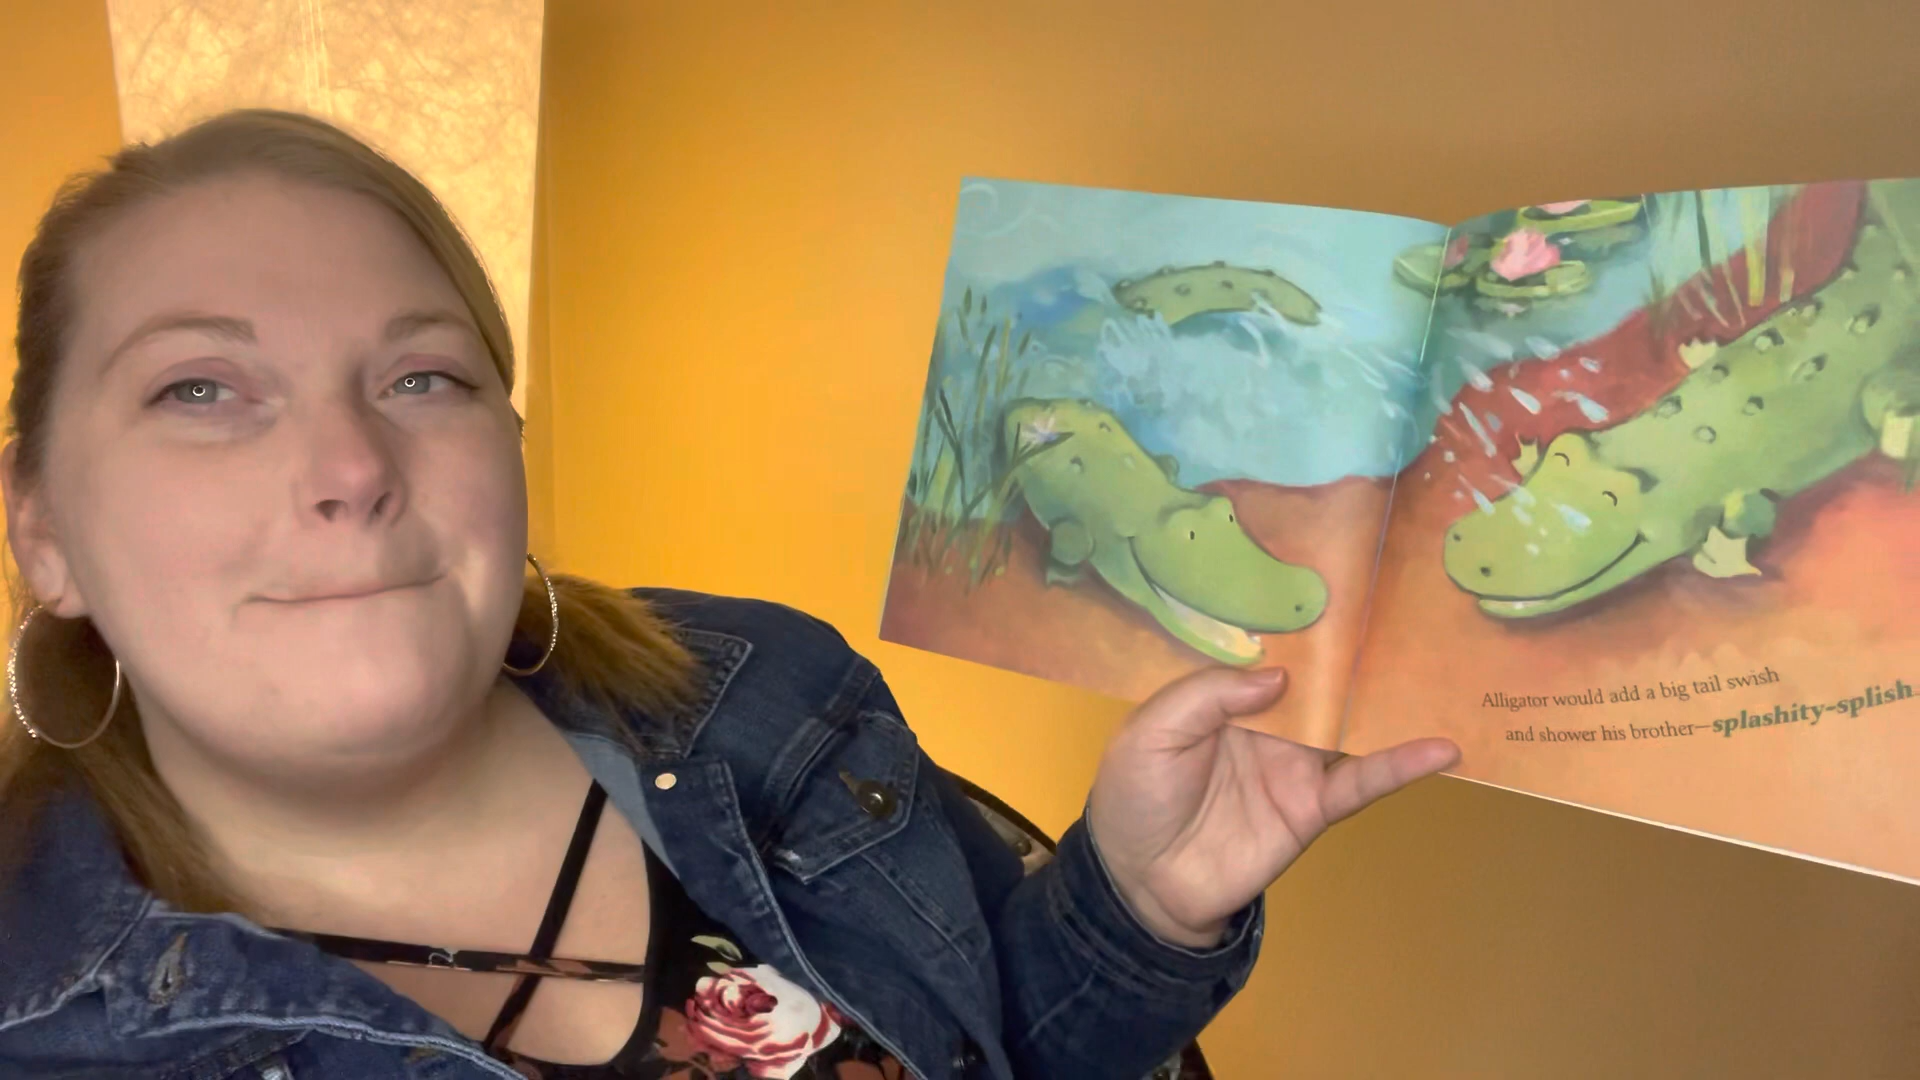 Alligator would add a big tail swish
and shower his brother—splashity-splish